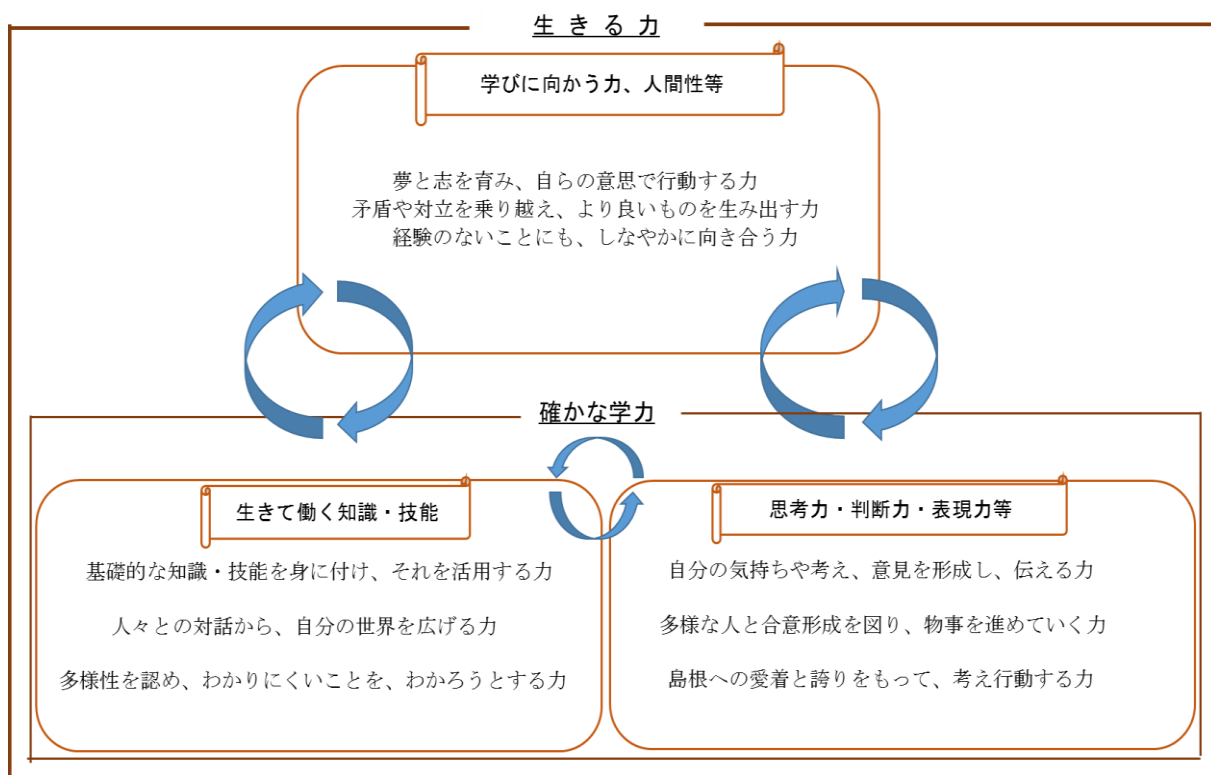 生きる力
学びに向かう力、人間性等
夢と志を育み、自らの意思で行動する力
矛盾や対立を乗り越え、より良いものを生み出す力
経験のないことにも、しなやかに向き合う力
確かな学力
生きて働く知識・技能
基礎的な知識・技能を身に付け、それを活用する力
人々との対話から、自分の世界を広げる力
多様性を認め、わかりにくいことを、わかろうとする力
思考力・判断力・表現力等
自分の気持ちや考え、意見を形成し、伝える力
多様な人と合意形成を図り、物事を進めていく力
島根への愛着と誇りをもって、考え行動する力